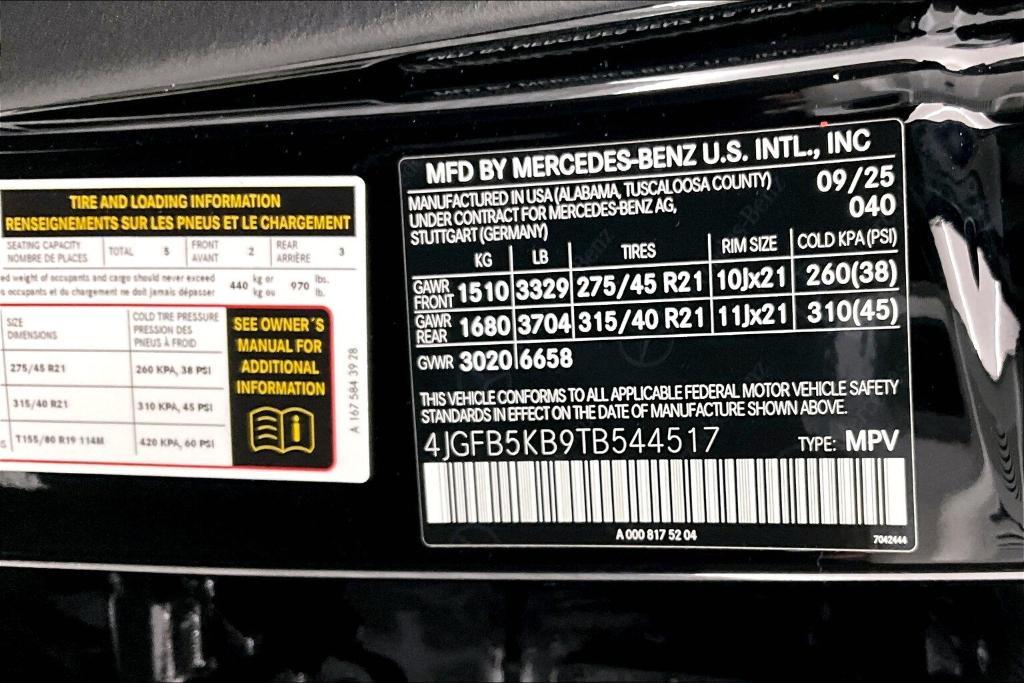 TIRE AND LOADING INFORMATION
RENSEIGNEMENTS SUR LES PNEUS ET LE CHARGEMENT
SEATING CAPACITY
NOMBRE DE PLACES
TOTAL 5
FRONT
AVANT
2
REAR
ARRIÈRE
3
weight of occupants and cargo should never exceed
occupants et du chargement ne doit jamais dépasser
440 kg or
kg ou
970 lbs.
lb.
SIZE
DIMENSIONS
COLD TIRE PRESSURE
PRESSION DES
PNEUS À FROID
275/45 R21 260 KPA, 38 PSI
315/40 R21 310 KPA, 45 PSI
T155/80 R19 114M 420 KPA, 60 PSI
SEE OWNER'S
MANUAL FOR
ADDITIONAL
INFORMATION
A 167 584 39 28
MFD BY MERCEDES-BENZ U.S. INTL., INC
MANUFACTURED IN USA (ALABAMA, TUSCALOOSA COUNTY)
UNDER CONTRACT FOR MERCEDES-BENZ AG,
STUTTGART (GERMANY)
09/25
040
KG LB TIRES RIM SIZE COLD KPA(PSI)
GAWR
FRONT
1510 3329 275/45 R21 10Jx21 260(38)
GAWR
REAR
1680 3704 315/40 R21 11Jx21 310(45)
GVWR 3020 6658
THIS VEHICLE CONFORMS TO ALL APPLICABLE FEDERAL MOTOR VEHICLE SAFETY
STANDARDS IN EFFECT ON THE DATE OF MANUFACTURE SHOWN ABOVE.
4JGFB5KB9TB544517 TYPE: MPV
A 000 817 52 04
7042444